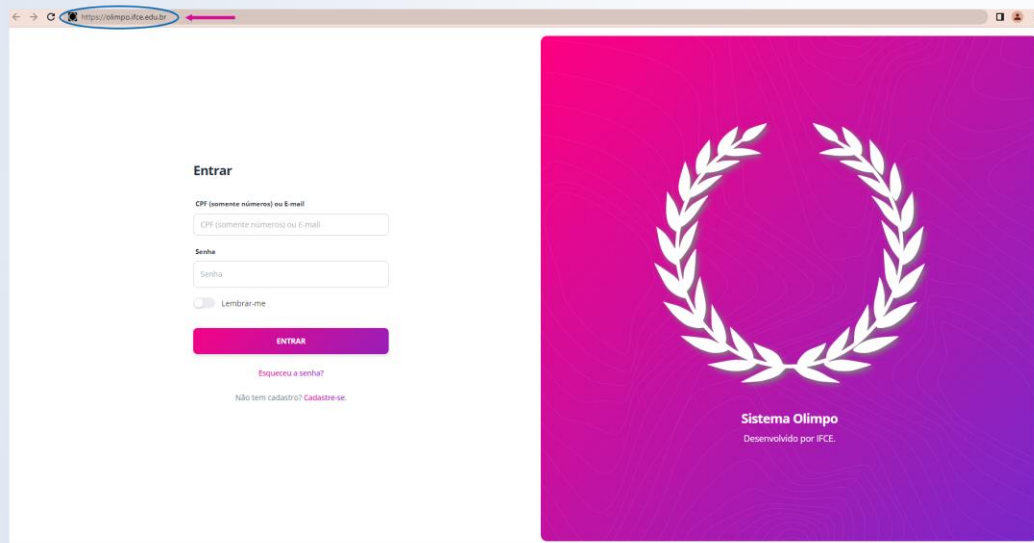 https://olimpo.ifce.edu.br
Entrar
CPF (somente números) ou E-mail
CPF (somente números) ou E-mail
Senha
Senha
Lembrar-me
ENTRAR
Esqueceu a senha?
Não tem cadastro? Cadastre-se.
Sistema Olimpo
Desenvolvido por IFCE.